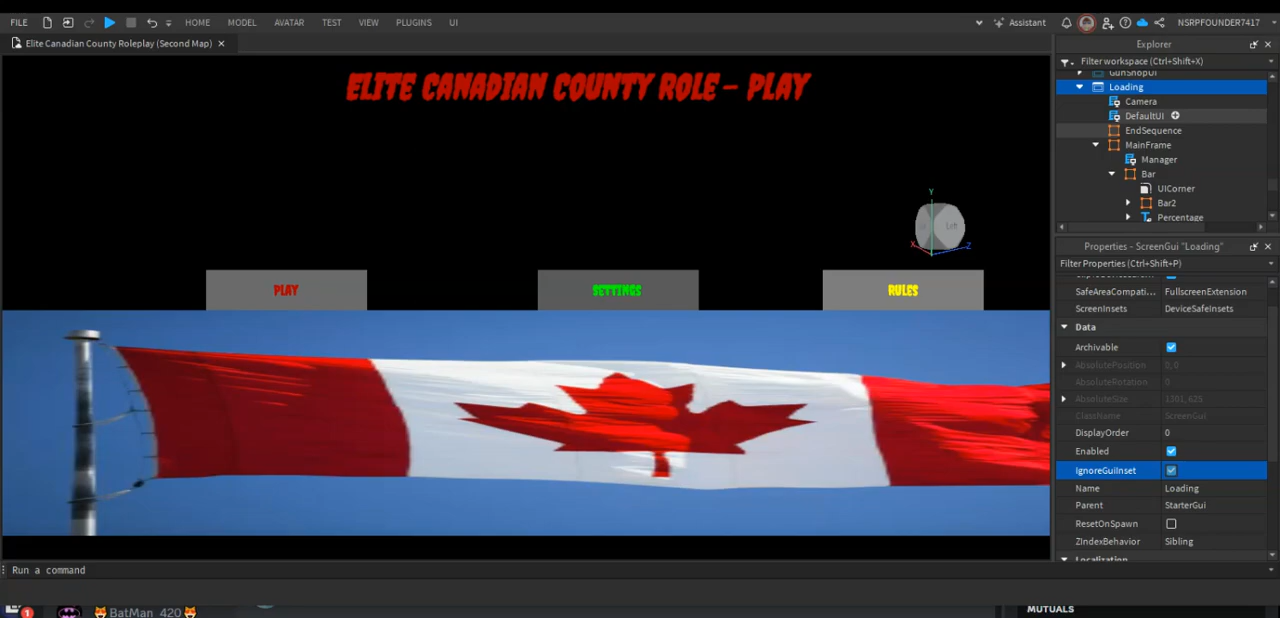 FILE HOME MODEL AVATAR TEST VIEW PLUGINS UI Assistant NSRPFOUNDER7417
Elite Canadian County Roleplay (Second Map) ×
ELITE CANADIAN COUNTY ROLE - PLAY
Y
Left
X Z
PLAY SETTINGS RULES
Explorer
Filter workspace (Ctrl+Shift+X)
GunShopUI
Loading
Camera
DefaultUI
EndSequence
MainFrame
Manager
Bar
UICorner
Bar2
Percentage
Properties - ScreenGui "Loading"
Filter Properties (Ctrl+Shift+P)
SafeAreaCompati... FullscreenExtension
ScreenInsets DeviceSafeInsets
Data
Archivable
AbsolutePosition 0, 0
AbsoluteRotation 0
AbsoluteSize 1301, 625
ClassName ScreenGui
DisplayOrder 0
Enabled
IgnoreGuiInset
Name Loading
Parent StarterGui
ResetOnSpawn
ZIndexBehavior Sibling
Localization
Run a command
1 BatMan_420
MUTUALS